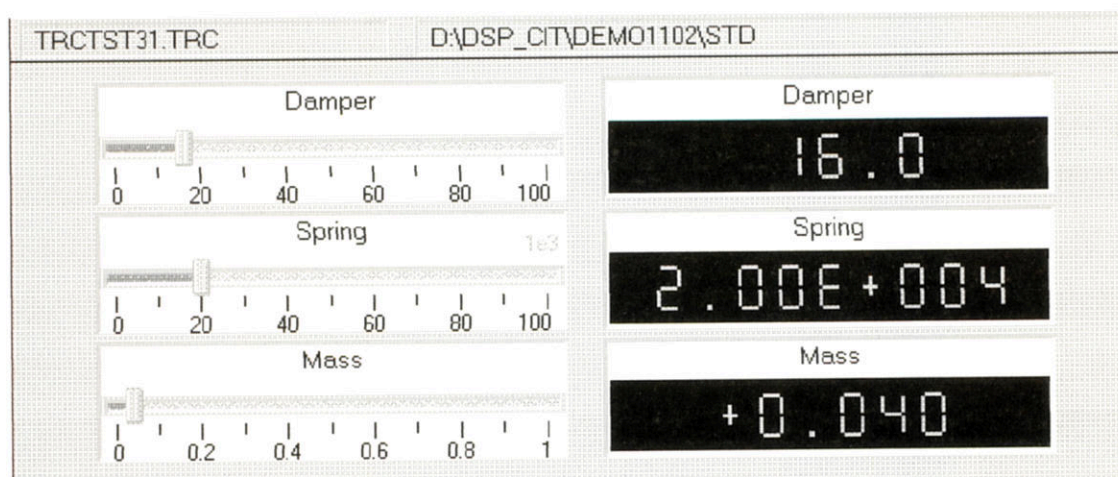 TRCTST31.TRC D:\DSP_CIT\DEMO1102\STD
Damper
0 20 40 60 80 100
Damper
16.0
Spring
1e3
0 20 40 60 80 100
Spring
2.00E+004
Mass
0 0.2 0.4 0.6 0.8 1
Mass
+0.040